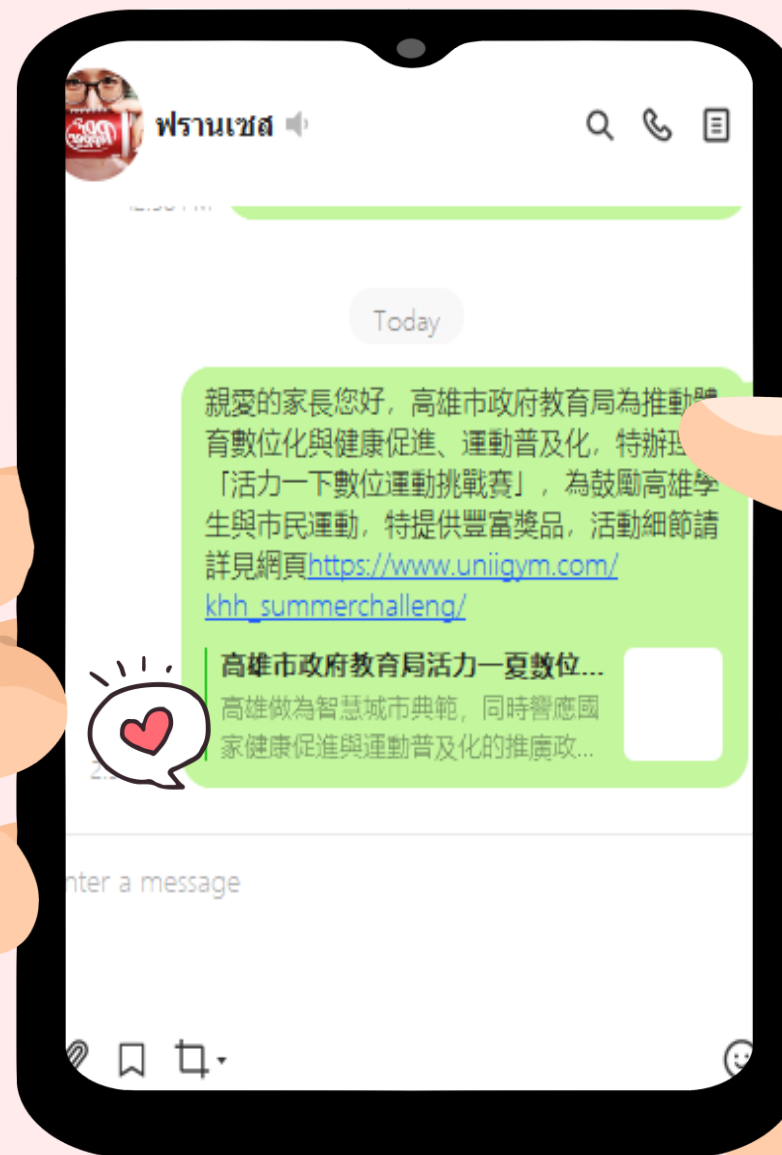 ฟรานเซส
Today
親愛的家長您好，高雄市政府教育局為推動體
育數位化與健康促進、運動普及化，特辦理
「活力一下數位運動挑戰賽」，為鼓勵高雄學
生與市民運動，特提供豐富獎品，活動細節請
詳見網頁https://www.uniigym.com/
khh_summerchalleng/
高雄市政府教育局活力一夏數位...
高雄做為智慧城市典範，同時響應國
家健康促進與運動普及化的推廣政...
nter a message